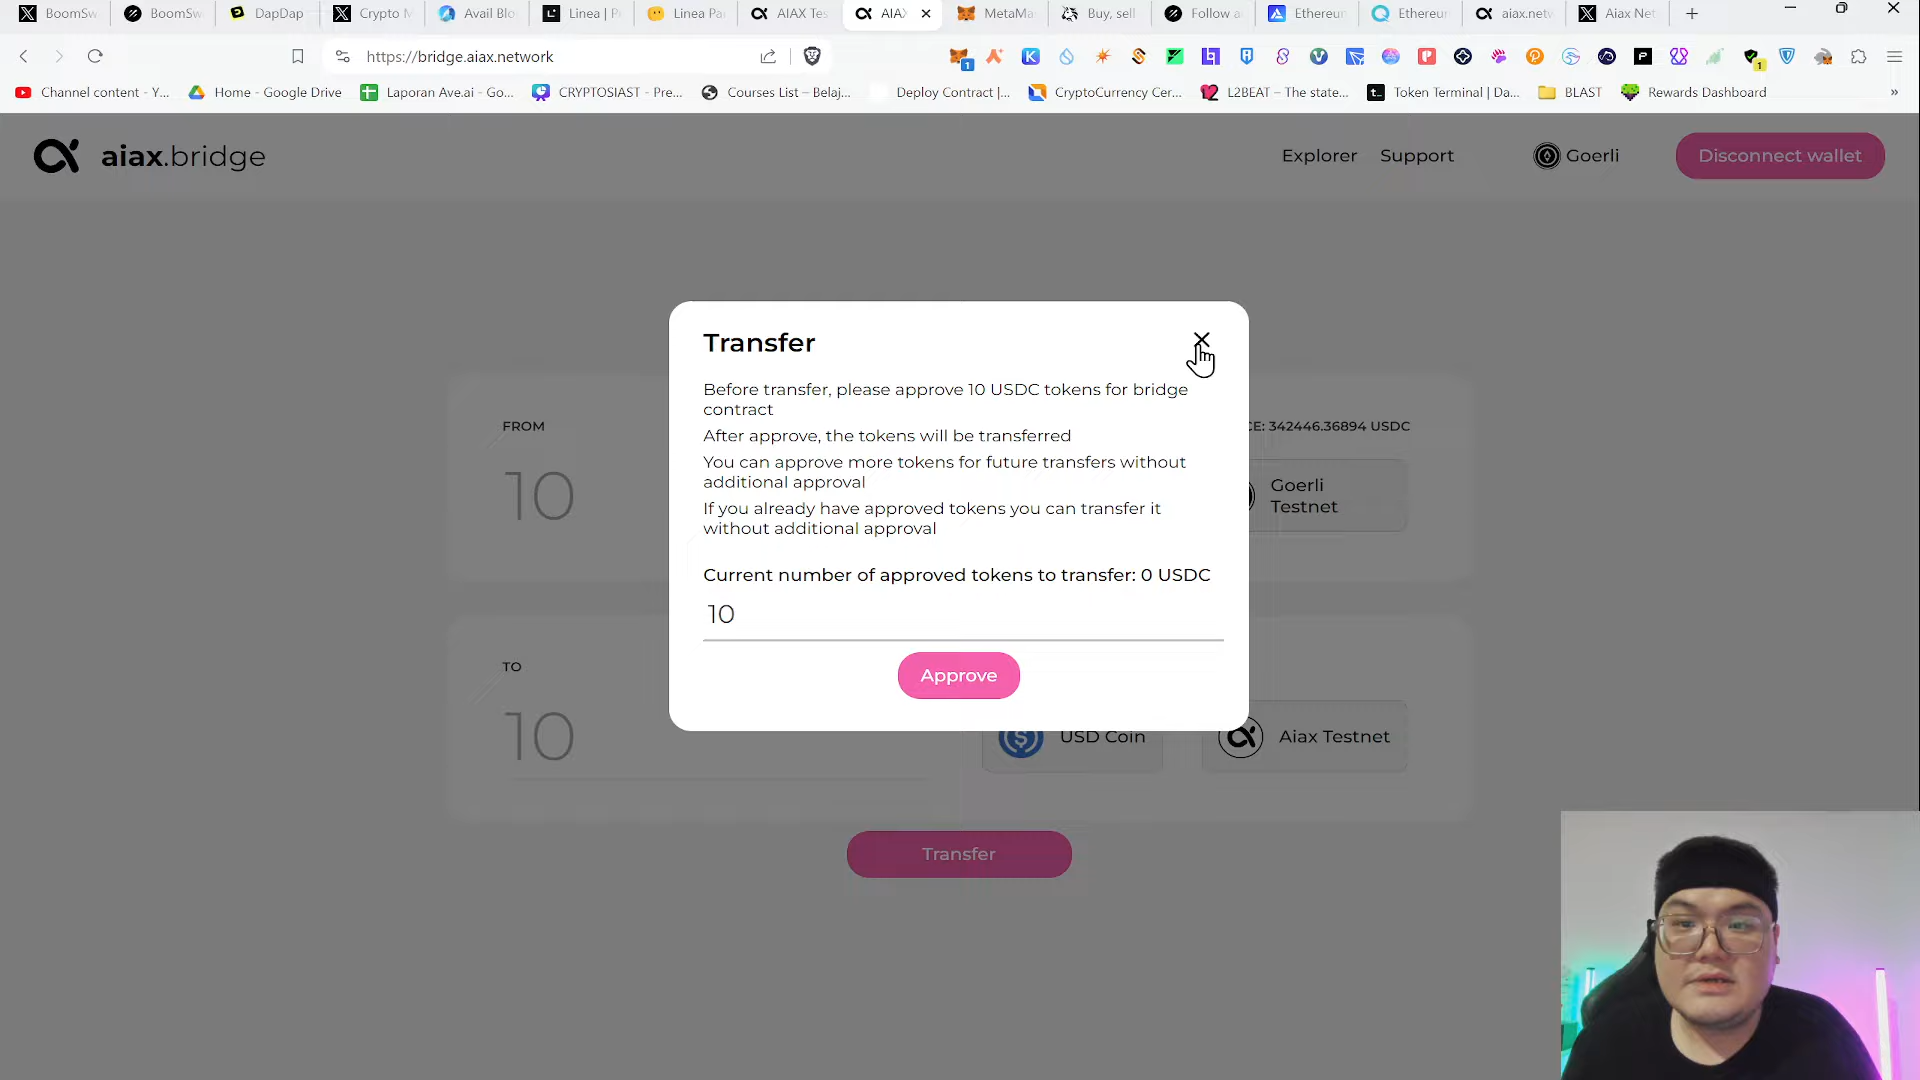 BoomSw
BoomSw
DapDap
Crypto M
Avail Blo
Linea | P
Linea Pa
AIAX Tes
AIAX
MetaMa
Buy, sell
Follow a
Ethereum
Ethereum
aiax.netw
Aiax Net
https://bridge.aiax.network
1
1
Channel content - Y...
Home - Google Drive
Laporan Ave.ai - Go...
CRYPTOSIAST - Pre...
Courses List – Belaj...
Deploy Contract |...
CryptoCurrency Cer...
L2BEAT – The state...
Token Terminal | Da...
BLAST
Rewards Dashboard
»
aiax.bridge
Explorer
Support
Goerli
Disconnect wallet
Transfer
Before transfer, please approve 10 USDC tokens for bridge
contract
After approve, the tokens will be transferred
You can approve more tokens for future transfers without
additional approval
If you already have approved tokens you can transfer it
without additional approval
Current number of approved tokens to transfer: 0 USDC
10
Approve
FROM
CE: 342446.36894 USDC
10
Goerli
Testnet
TO
10
USD Coin
Aiax Testnet
Transfer